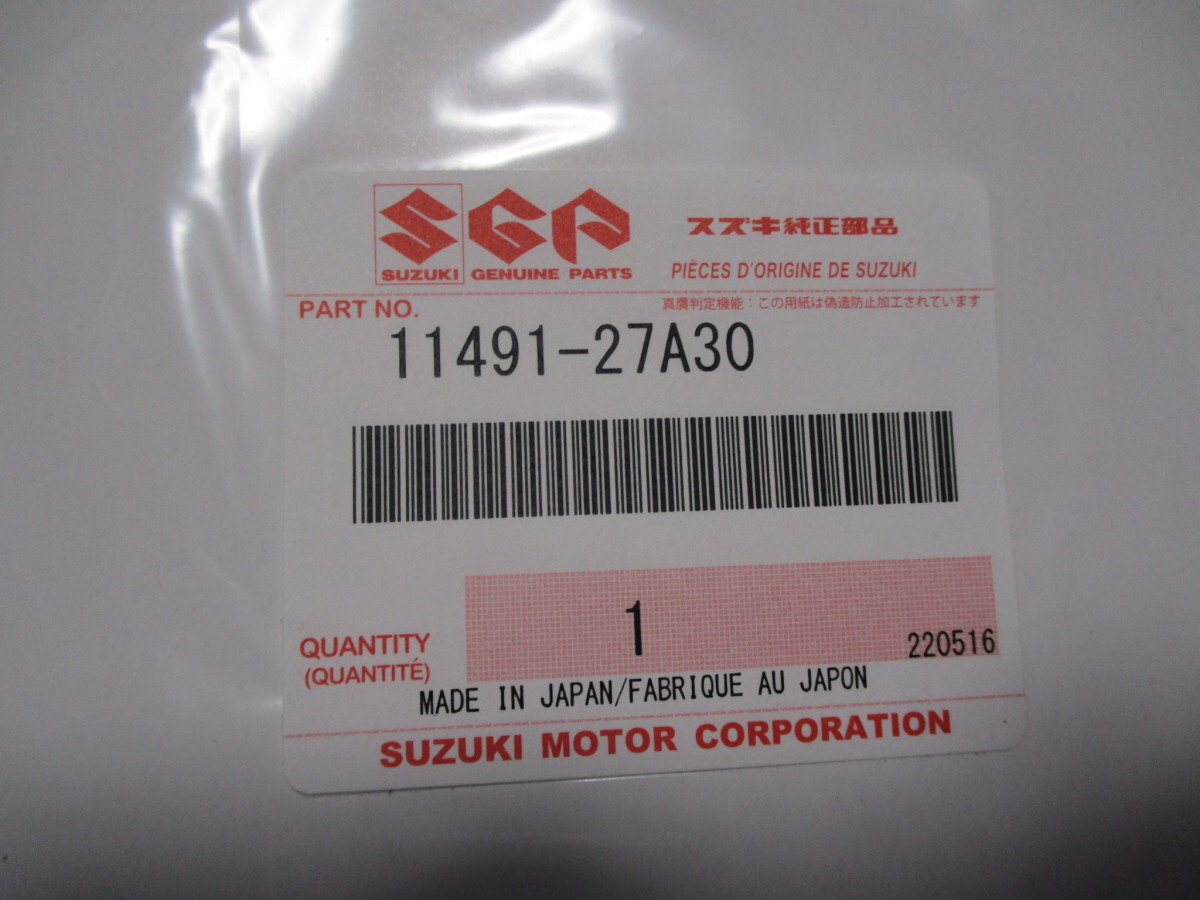 SGP
SUZUKI GENUINE PARTS
スズキ純正部品
PIÈCES D'ORIGINE DE SUZUKI
PART NO.
真贋判定機能：この用紙は偽造防止加工されています
11491-27A30
QUANTITY
(QUANTITÉ)
1
220516
MADE IN JAPAN/FABRIQUE AU JAPON
SUZUKI MOTOR CORPORATION